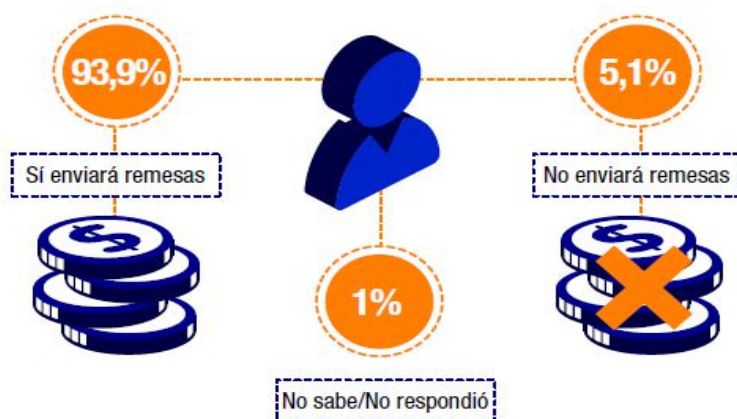 93,9%
5,1%
Sí enviará remesas
No enviará remesas
$
$
1%
No sabe/No respondió